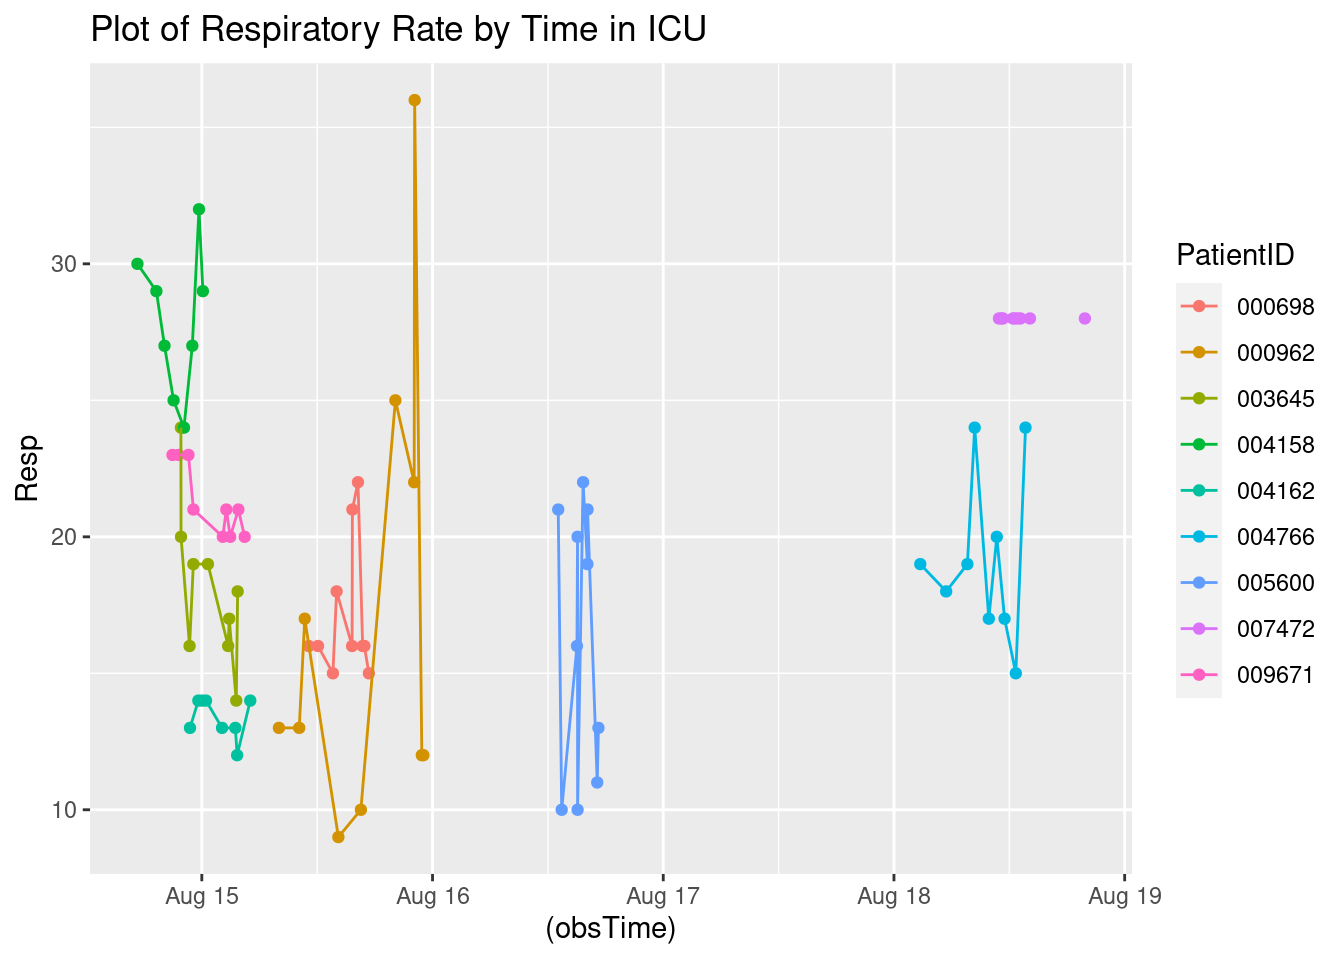 Plot of Respiratory Rate by Time in ICU
30
20
10
Resp
Aug 15 Aug 16 Aug 17 Aug 18 Aug 19
(obsTime)
PatientID
000698
000962
003645
004158
004162
004766
005600
007472
009671